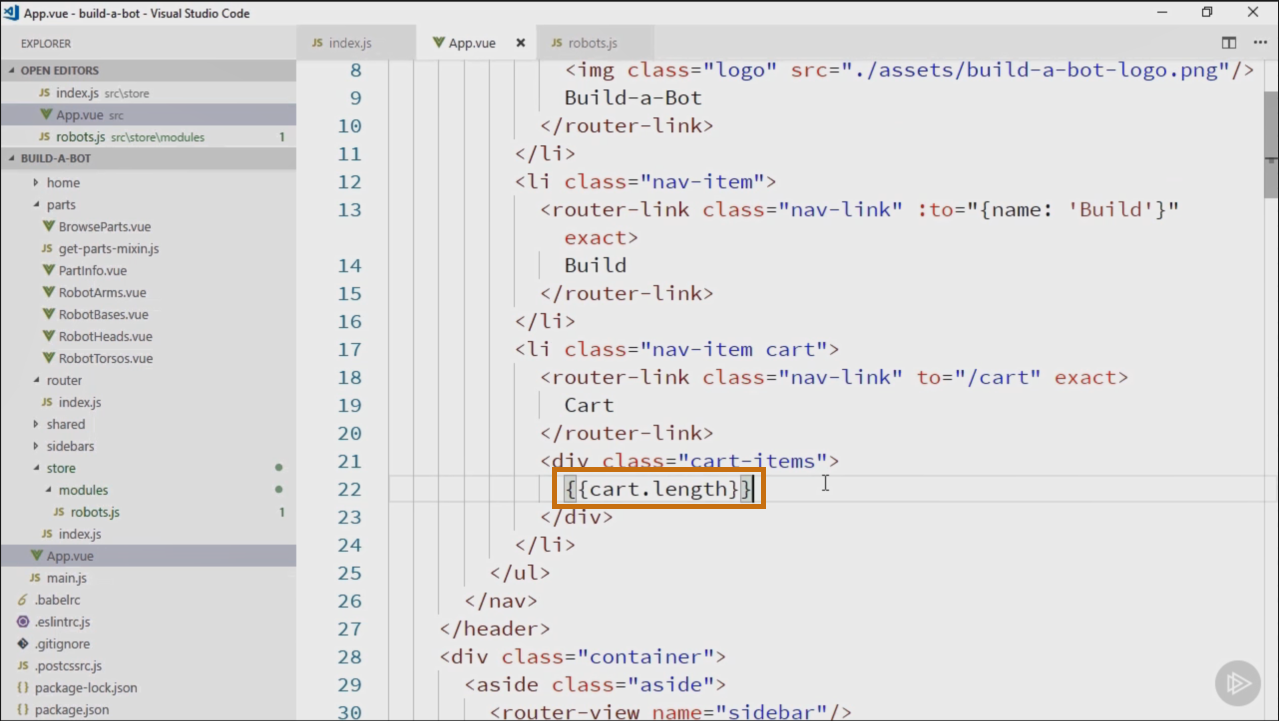 App.vue - build-a-bot - Visual Studio Code
EXPLORER
OPEN EDITORS
JS index.js src\store
App.vue src
JS robots.js src\store\modules 1
BUILD-A-BOT
home
parts
BrowseParts.vue
JS get-parts-mixin.js
PartInfo.vue
RobotArms.vue
RobotBases.vue
RobotHeads.vue
RobotTorsos.vue
router
JS index.js
shared
sidebars
store
modules
JS robots.js 1
JS index.js
App.vue
JS main.js
.babelrc
.eslintrc.js
.gitignore
JS .postcssrc.js
{} package-lock.json
{} package.json
JS index.js
App.vue
JS robots.js
8 <img class="logo" src="./assets/build-a-bot-logo.png"/>
9 Build-a-Bot
10 </router-link>
11 </li>
12 <li class="nav-item">
13 <router-link class="nav-link" :to="{name: 'Build'}"
exact>
14 Build
15 </router-link>
16 </li>
17 <li class="nav-item cart">
18 <router-link class="nav-link" to="/cart" exact>
19 Cart
20 </router-link>
21 <div class="cart-items">
22 {{cart.length}}
23 </div>
24 </li>
25 </ul>
26 </nav>
27 </header>
28 <div class="container">
29 <aside class="aside">
30 <router-view name="sidebar"/>